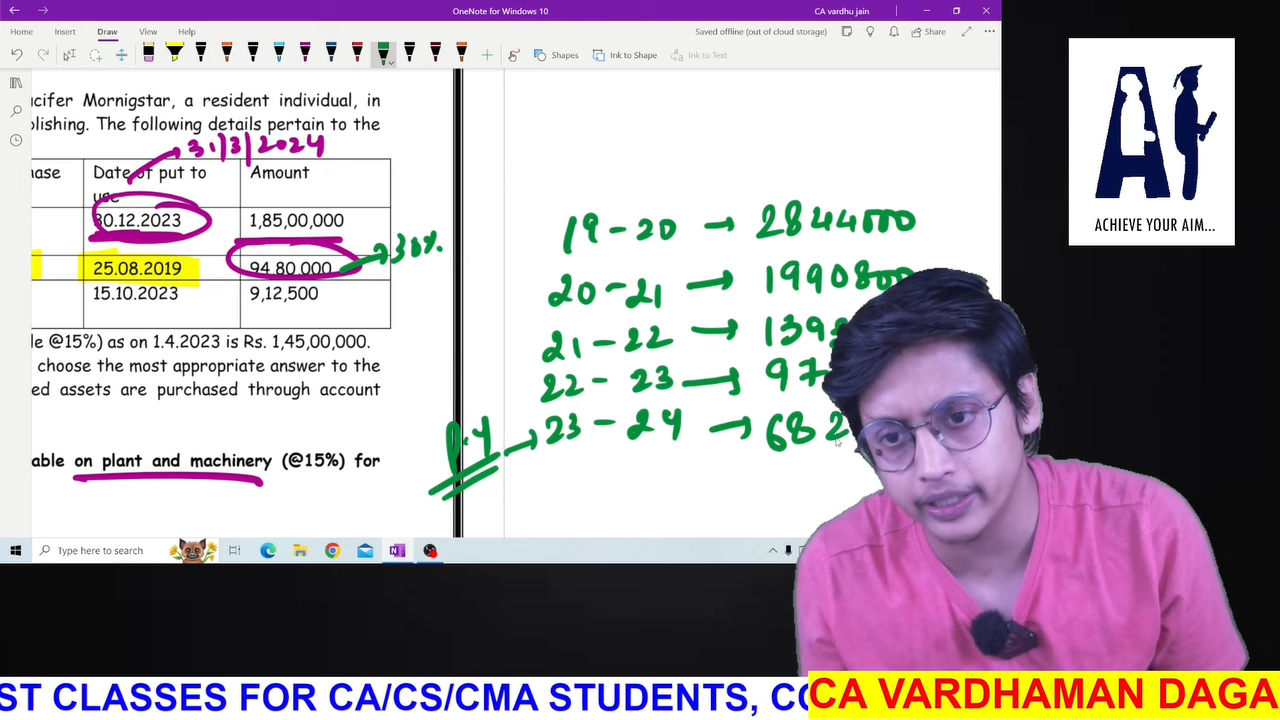 OneNote for Windows 10
CA vardhu jain
Home Insert Draw View Help
Saved offline (out of cloud storage)
Share
Shapes
Ink to Shape
Ink to Text
ucifer Mornigstar, a resident individual, in
olishing. The following details pertain to the
31/3/2024
hase
Date of put to use
Amount
30.12.2023
1,85,00,000
25.08.2019
94,80,000
30%
15.10.2023
9,12,500
le @15%) as on 1.4.2023 is Rs. 1,45,00,000.
choose the most appropriate answer to the
ed assets are purchased through account
able on plant and machinery (@15%) for
19-20 → 2844000
20-21 → 1990800
21-22 → 139
22-23 → 97
P.Y → 23-24 → 682
Type here to search
ACHIEVE YOUR AIM...
ST CLASSES FOR CA/CS/CMA STUDENTS, CO
CA VARDHAMAN DAGA